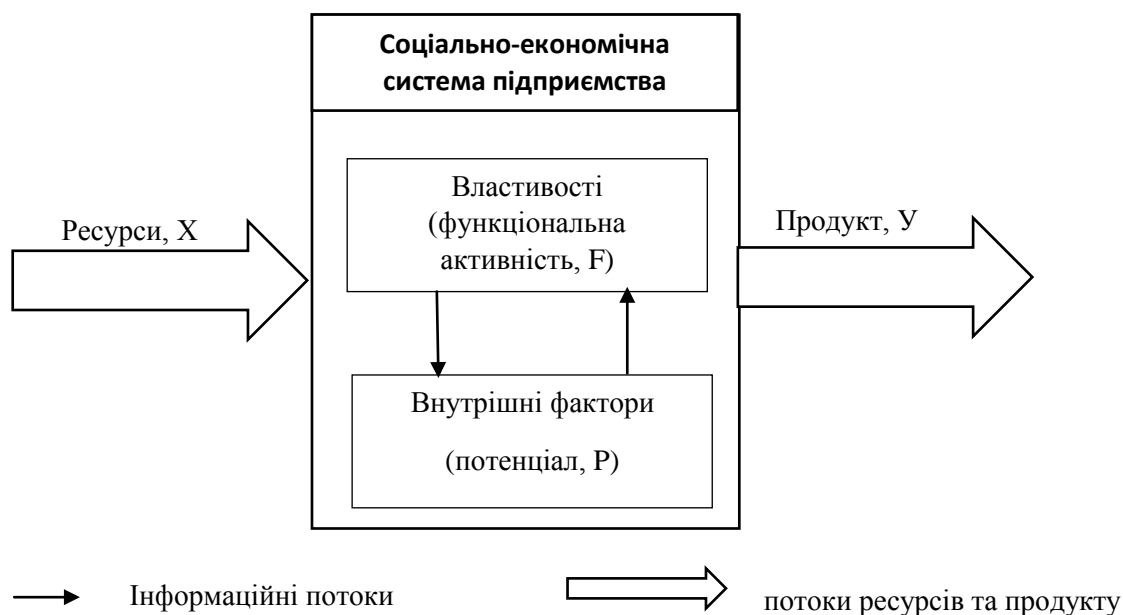 Соціально-економічна
система підприємства
Властивості
(функціональна
активність, F)
Ресурси, X
Продукт, У
Внутрішні фактори
(потенціал, P)
Інформаційні потоки
потоки ресурсів та продукту